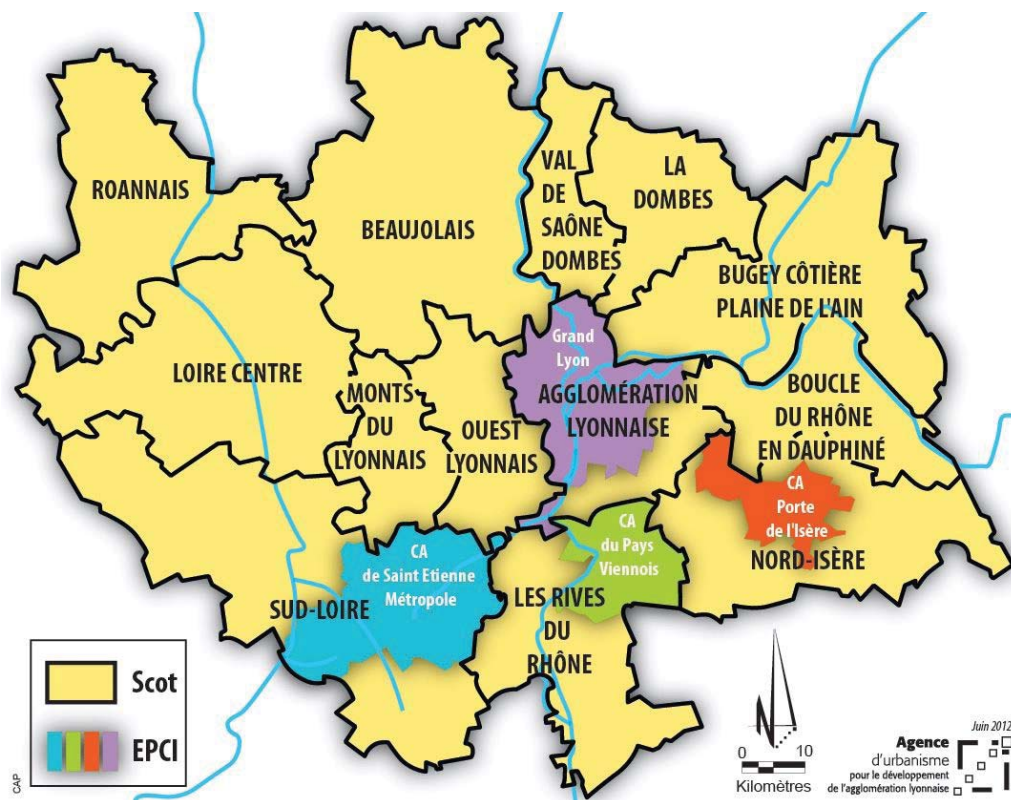 ROANNAIS
BEAUJOLAIS
VAL
DE
SAÔNE
DOMBES
LA
DOMBES
BUGEY CÔTIÈRE
PLAINE DE L'AIN
LOIRE CENTRE
MONTS
DU
LYONNAIS
OUEST
LYONNAIS
Grand
Lyon
AGGLOMÉRATION
LYONNAISE
BOUCLE
DU RHÔNE
EN DAUPHINÉ
CA
Porte
de l'Isère
NORD-ISÈRE
CA
du Pays
Viennois
CA
de Saint Etienne
Métropole
SUD-LOIRE
LES RIVES
DU
RHÔNE
Scot
EPCI
CAP
N
0 10
Kilomètres
Juin 2012
Agence
d'urbanisme
pour le développement
de l'agglomération lyonnaise